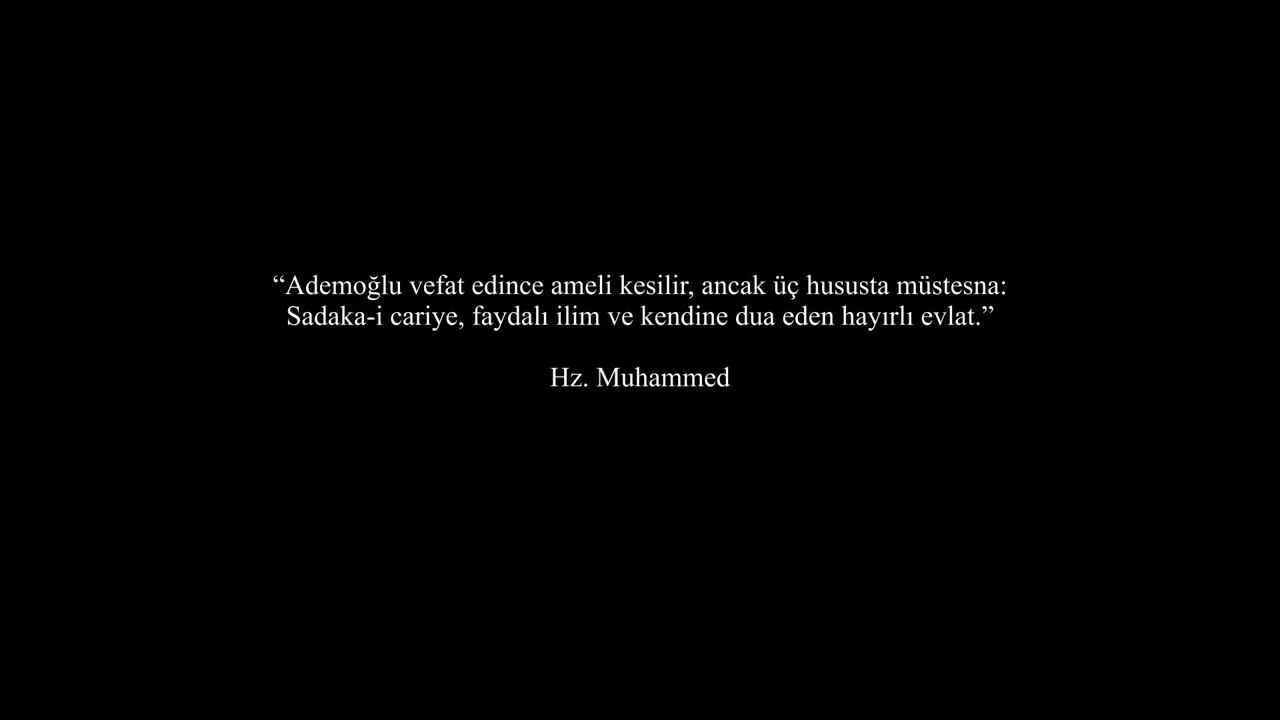 “Ademoğlu vefat edince ameli kesilir, ancak üç hususta müstesna:
Sadaka-i cariye, faydalı ilim ve kendine dua eden hayırlı evlat.”
Hz. Muhammed